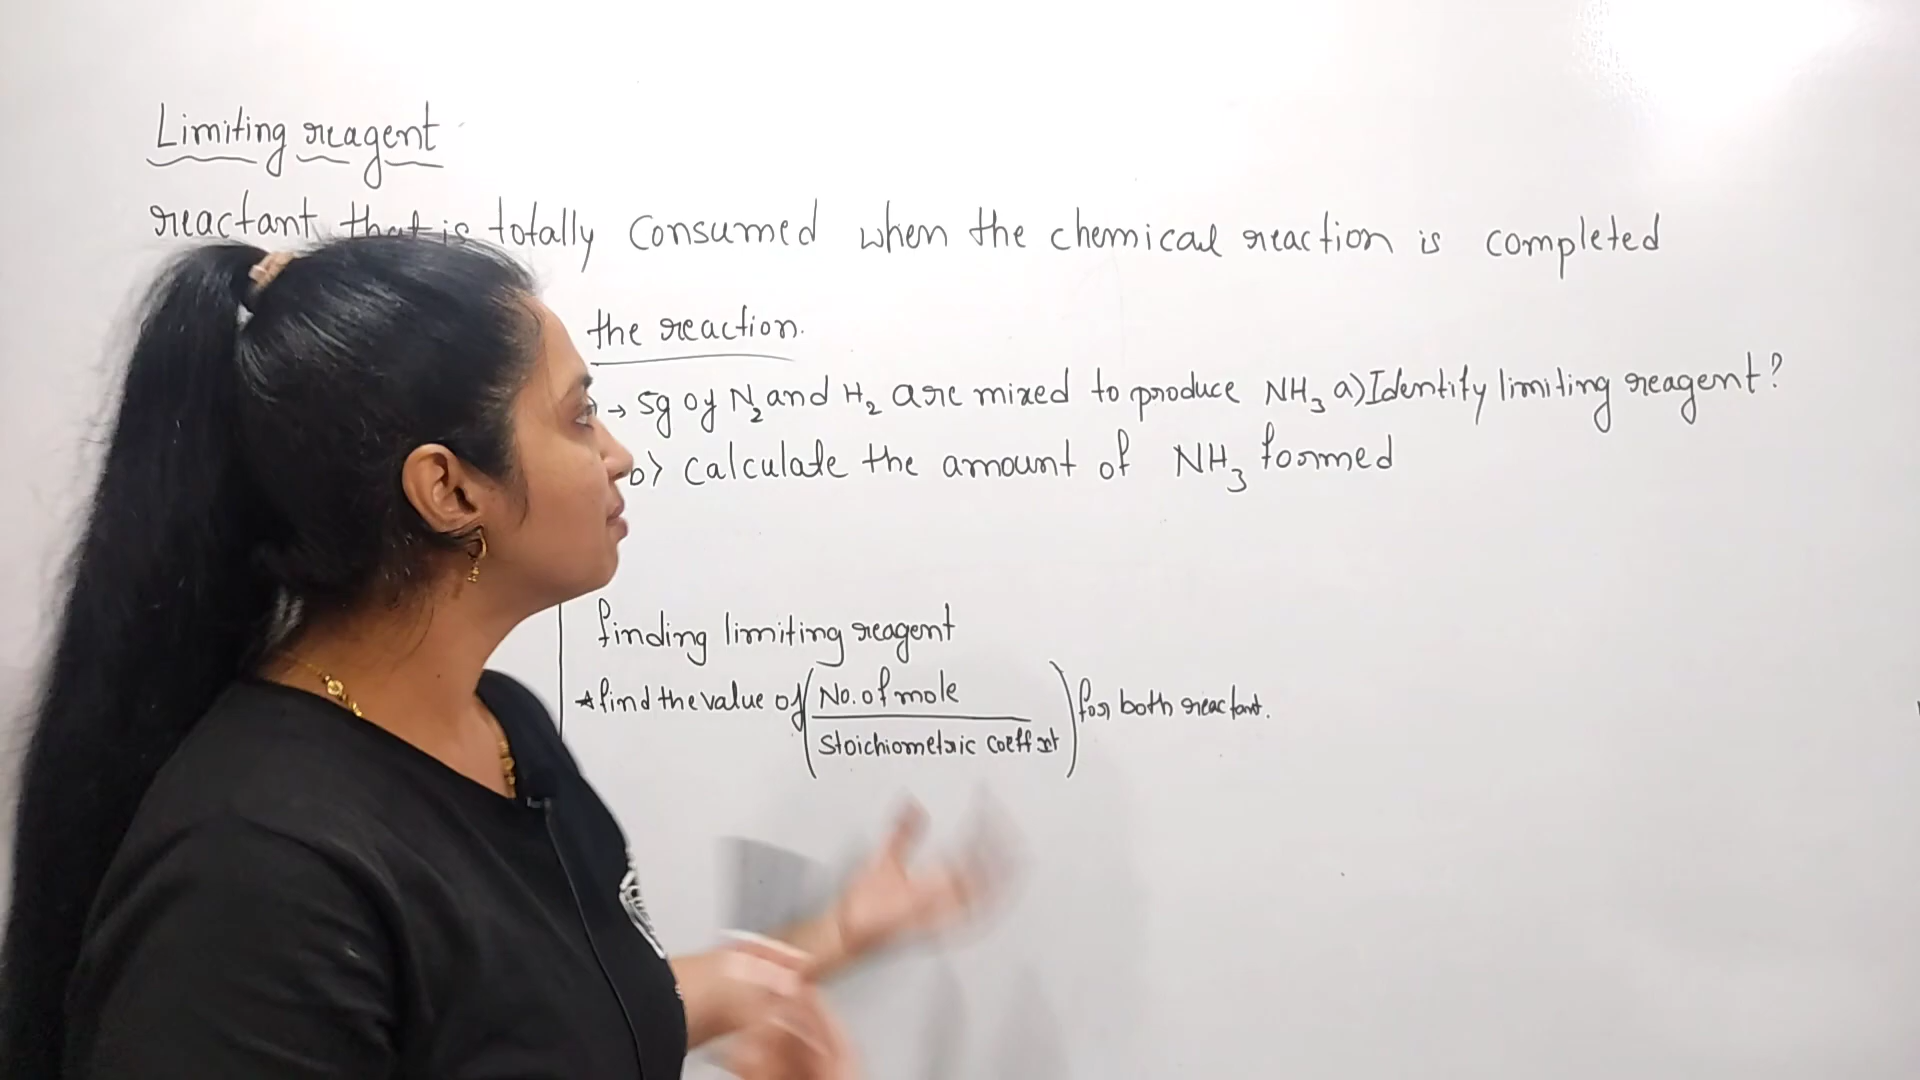 Limiting reagent
reactant that is totally consumed when the chemical reaction is completed
the reaction.
→ 5g of N₂ and H₂ are mixed to produce NH₃ a) Identify limiting reagent?
b) Calculate the amount of NH₃ formed
finding limiting reagent
* find the value of (No. of mole / Stoichiometric coeff nt) for both reactant.